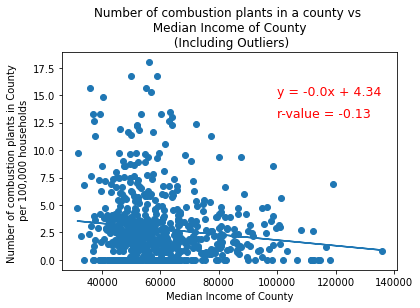 Number of combustion plants in a county vs
Median Income of County
(Including Outliers)
17.5
15.0
12.5
10.0
7.5
5.0
2.5
0.0
Number of combustion plants in County
per 100,000 households
y = -0.0x + 4.34
r-value = -0.13
40000 60000 80000 100000 120000 140000
Median Income of County